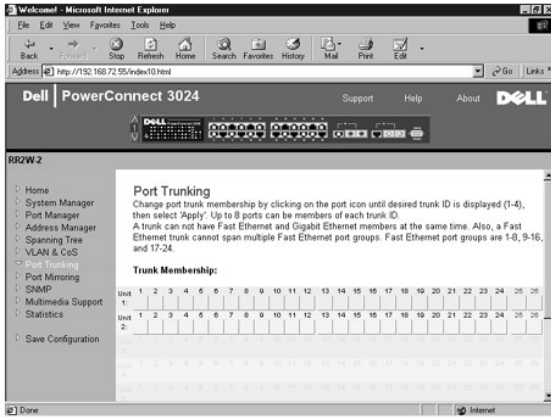 Welcome! - Microsoft Internet Explorer
File Edit View Favorites Tools Help
Back Forward Stop Refresh Home Search Favorites History Mail Print Edit
Address http://192.168.72.55/index10.html Go Links
Dell PowerConnect 3024 Support Help About DELL
RR2W-2
Home
System Manager
Port Manager
Address Manager
Spanning Tree
VLAN & CoS
Port Trunking
Port Mirroring
SNMP
Multimedia Support
Statistics
Save Configuration
Port Trunking
Change port trunk membership by clicking on the port icon until desired trunk ID is displayed (1-4),
then select 'Apply'. Up to 8 ports can be members of each trunk ID.
A trunk can not have Fast Ethernet and Gigabit Ethernet members at the same time. Also, a Fast
Ethernet trunk cannot span multiple Fast Ethernet port groups. Fast Ethernet port groups are 1-8, 9-16,
and 17-24.
Trunk Membership:
Unit 1: 1 2 3 4 5 6 7 8 9 10 11 12 13 14 15 16 17 18 19 20 21 22 23 24 25 26
Unit 2: 1 2 3 4 5 6 7 8 9 10 11 12 13 14 15 16 17 18 19 20 21 22 23 24 25 26
Done Internet